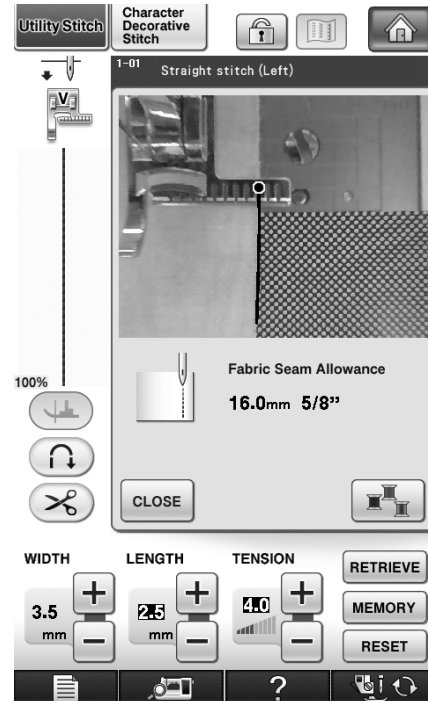 Utility Stitch
Character
Decorative
Stitch
1-01
Straight stitch (Left)
V
100%
Fabric Seam Allowance
16.0mm 5/8”
CLOSE
WIDTH
LENGTH
TENSION
3.5
mm
2.5
mm
4.0
RETRIEVE
MEMORY
RESET
?